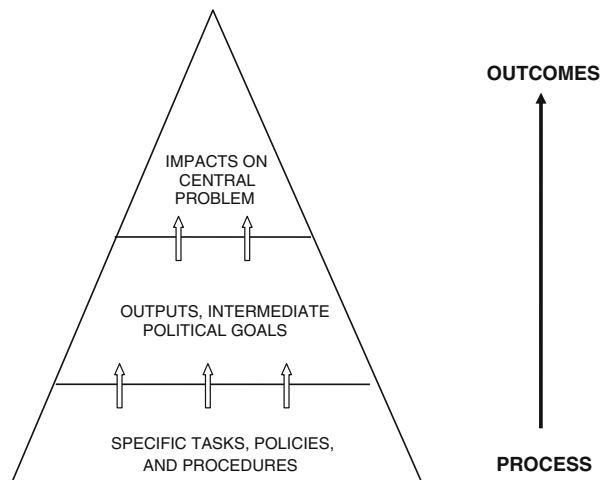 OUTCOMES
IMPACTS ON
CENTRAL
PROBLEM
OUTPUTS, INTERMEDIATE
POLITICAL GOALS
SPECIFIC TASKS, POLICIES,
AND PROCEDURES
PROCESS